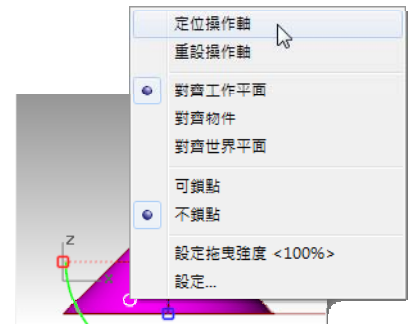 定位操作軸
重設操作軸
對齊工作平面
對齊物件
對齊世界平面
可鎖點
不鎖點
設定拖曳強度 <100%>
設定...
z